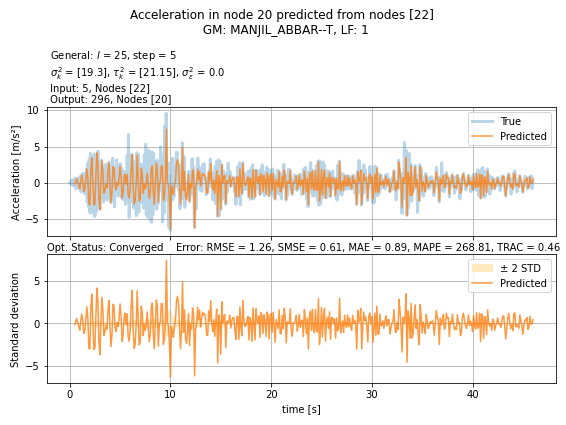 Acceleration in node 20 predicted from nodes [22]
GM: MANJIL_ABBAR--T, LF: 1
General: l = 25, step = 5
σ²ₖ = [19.3], τ²ₖ = [21.15], σ²_ε = 0.0
Input: 5, Nodes [22]
Output: 296, Nodes [20]
Acceleration [m/s²]
10
5
0
−5
True
Predicted
Opt. Status: Converged    Error: RMSE = 1.26, SMSE = 0.61, MAE = 0.89, MAPE = 268.81, TRAC = 0.46
Standard deviation
5
0
−5
± 2 STD
Predicted
0 10 20 30 40
time [s]